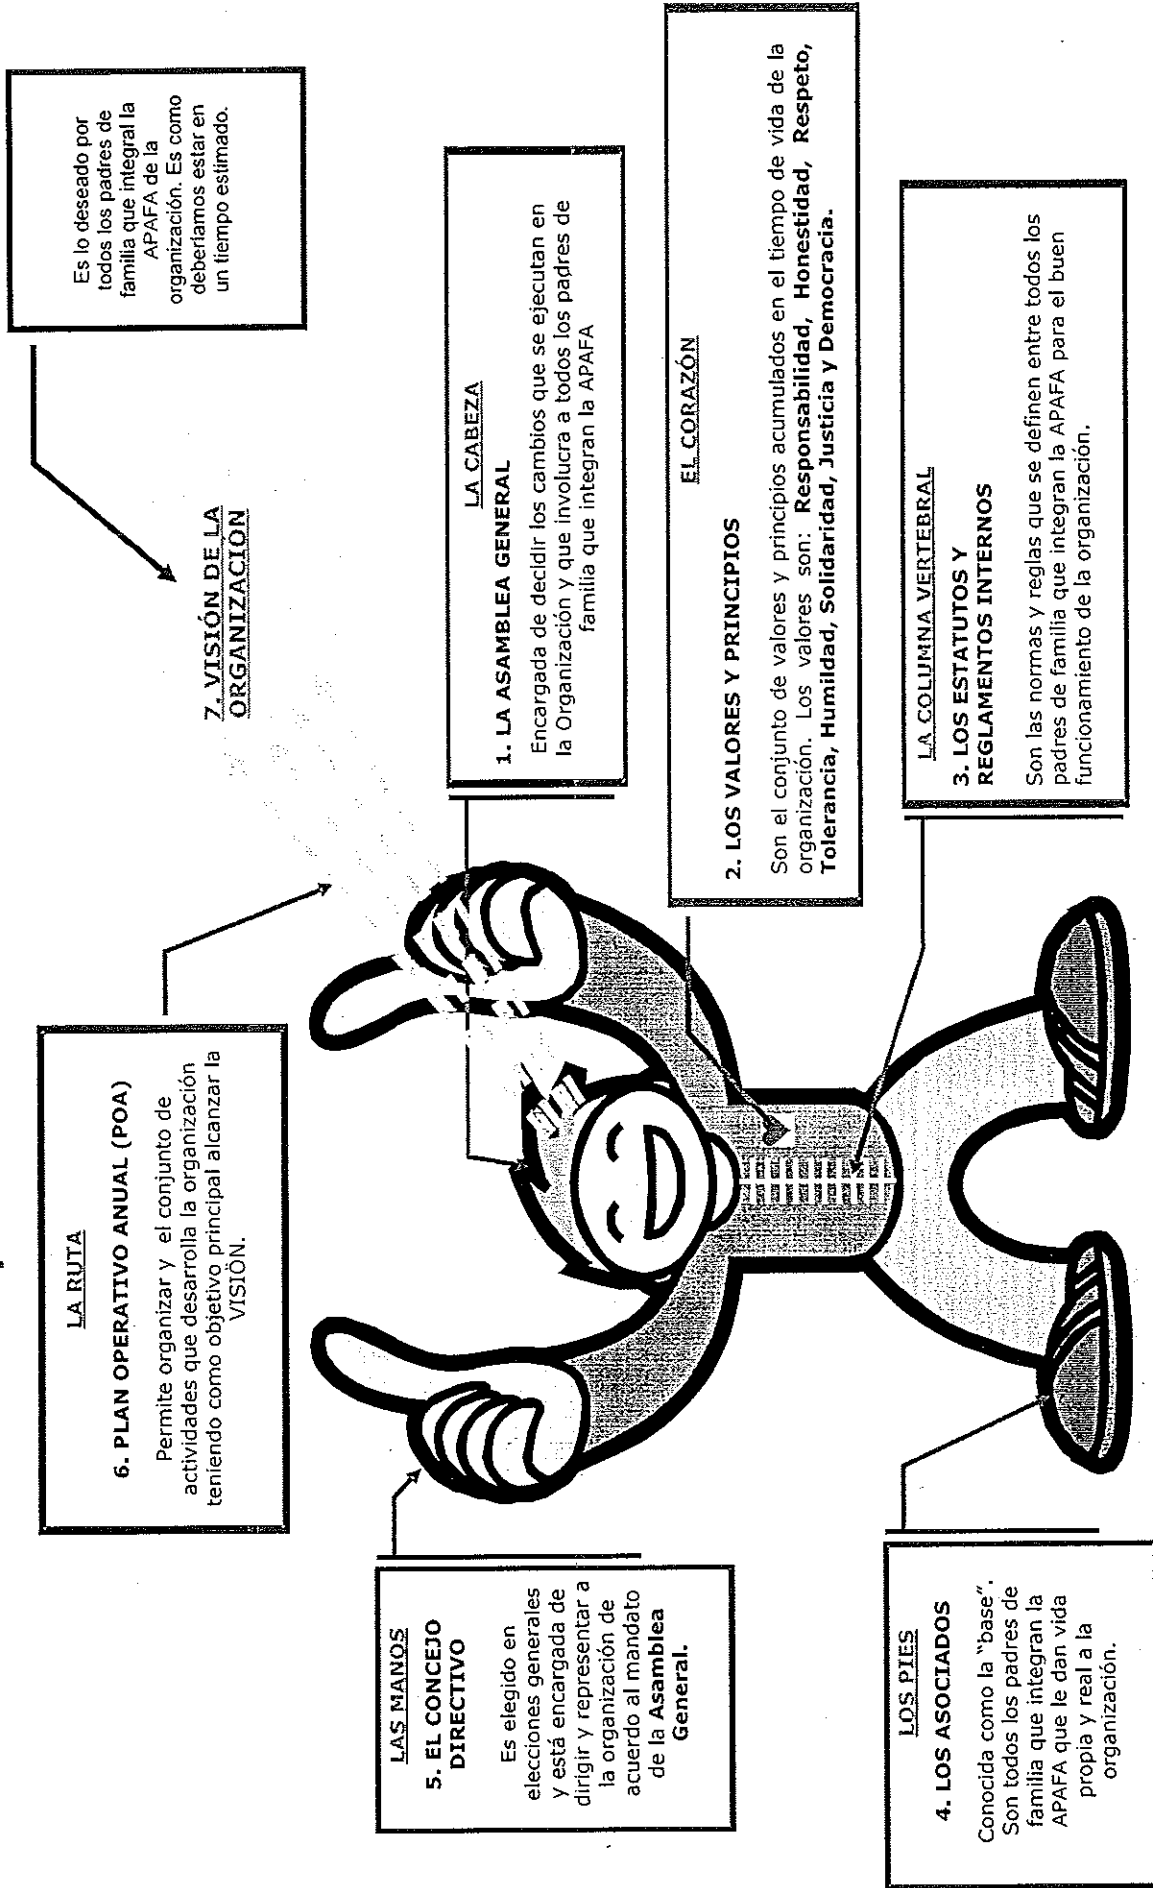 LA RUTA
6. PLAN OPERATIVO ANUAL (POA)
Permite organizar y el conjunto de
actividades que desarrolla la organización
teniendo como objetivo principal alcanzar la
VISIÓN.
7. VISIÓN DE LA
ORGANIZACION
Es lo deseado por
todos los padres de
familia que integral la
APAFA de la
organización. Es como
deberíamos estar en
un tiempo estimado.
LAS MANOS
5. EL CONCEJO
DIRECTIVO
Es elegido en
elecciones generales
y está encargada de
dirigir y representar a
la organización de
acuerdo al mandato
de la Asamblea
General.
LA CABEZA
1. LA ASAMBLEA GENERAL
Encargada de decidir los cambios que se ejecutan en
la Organización y que involucra a todos los padres de
familia que integran la APAFA
EL CORAZÓN
2. LOS VALORES Y PRINCIPIOS
Son el conjunto de valores y principios acumulados en el tiempo de vida de la
organización. Los valores son: Responsabilidad, Honestidad, Respeto,
Tolerancia, Humildad, Solidaridad, Justicia y Democracia.
LOS PIES
4. LOS ASOCIADOS
Conocida como la "base".
Son todos los padres de
familia que integran la
APAFA que le dan vida
propia y real a la
organización.
LA COLUMNA VERTEBRAL
3. LOS ESTATUTOS Y
REGLAMENTOS INTERNOS
Son las normas y reglas que se definen entre todos los
padres de familia que integran la APAFA para el buen
funcionamiento de la organización.